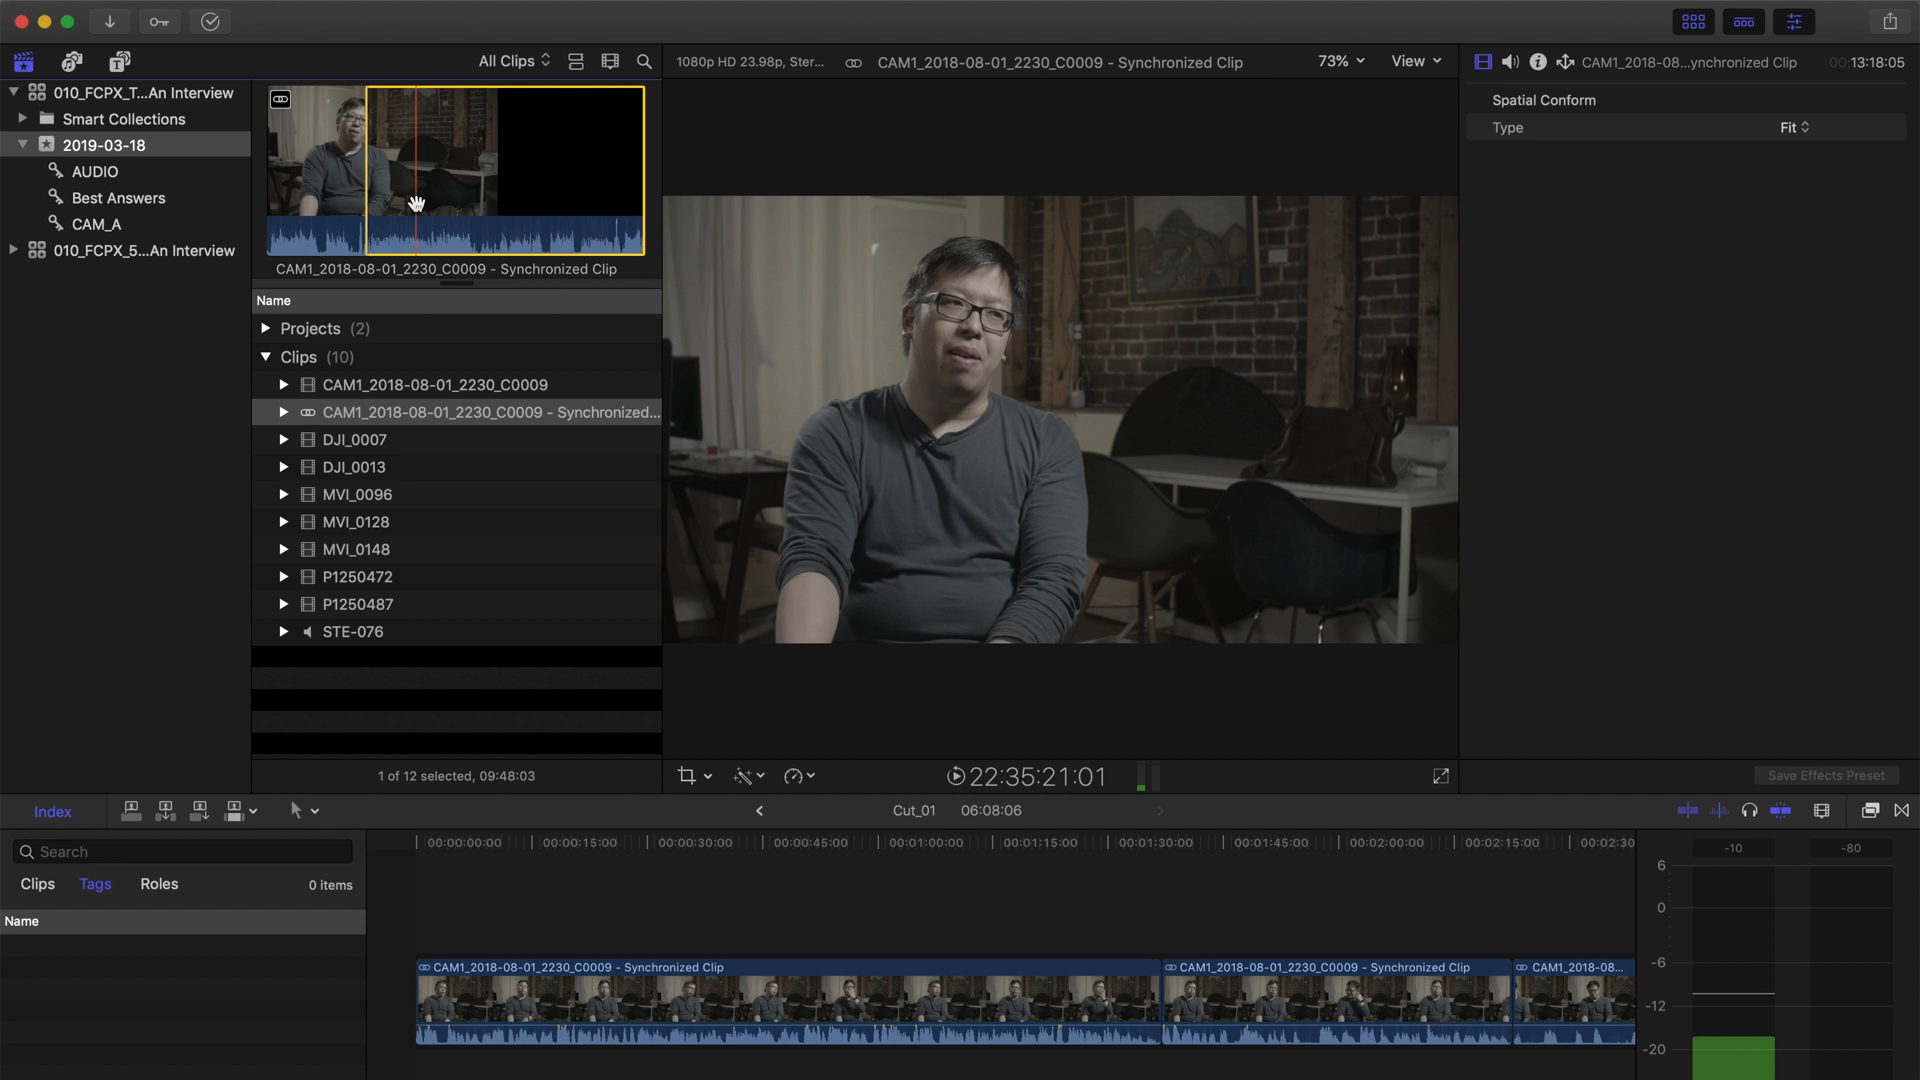 All Clips
1080p HD 23.98p, Ster...
CAM1_2018-08-01_2230_C0009 - Synchronized Clip
73%
View
CAM1_2018-08...ynchronized Clip
00:13:18:05
010_FCPX_T...An Interview
Smart Collections
2019-03-18
AUDIO
Best Answers
CAM_A
010_FCPX_5...An Interview
CAM1_2018-08-01_2230_C0009 - Synchronized Clip
Name
Projects (2)
Clips (10)
CAM1_2018-08-01_2230_C0009
CAM1_2018-08-01_2230_C0009 - Synchronized...
DJI_0007
DJI_0013
MVI_0096
MVI_0128
MVI_0148
P1250472
P1250487
STE-076
1 of 12 selected, 09:48:03
Spatial Conform
Type
Fit
22:35:21:01
Save Effects Preset
Index
Cut_01
06:08:06
Search
Clips
Tags
Roles
0 items
Name
00:00:00:00
00:00:15:00
00:00:30:00
00:00:45:00
00:01:00:00
00:01:15:00
00:01:30:00
00:01:45:00
00:02:00:00
00:02:15:00
00:02:30
CAM1_2018-08-01_2230_C0009 - Synchronized Clip
CAM1_2018-08-01_2230_C0009 - Synchronized Clip
CAM1_2018-08...
-10
-80
6
0
-6
-12
-20